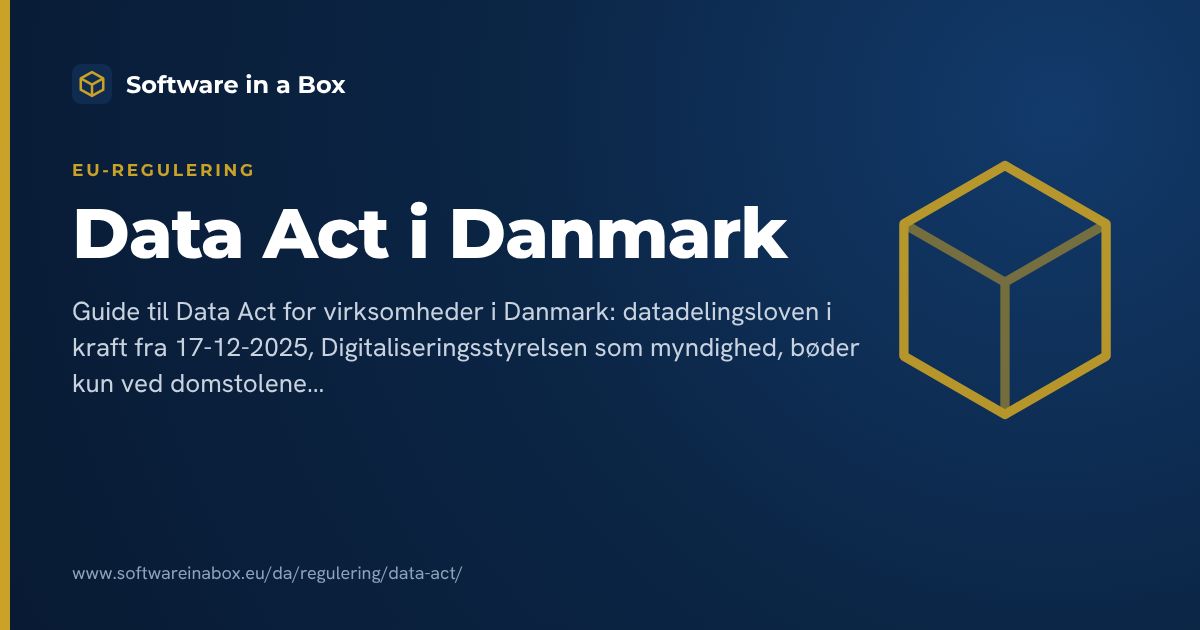 Software in a Box
EU-REGULERING
Data Act i Danmark
Guide til Data Act for virksomheder i Danmark: datadelingsloven i
kraft fra 17-12-2025, Digitaliseringsstyrelsen som myndighed, bøder
kun ved domstolene...
www.softwareinabox.eu/da/regulering/data-act/